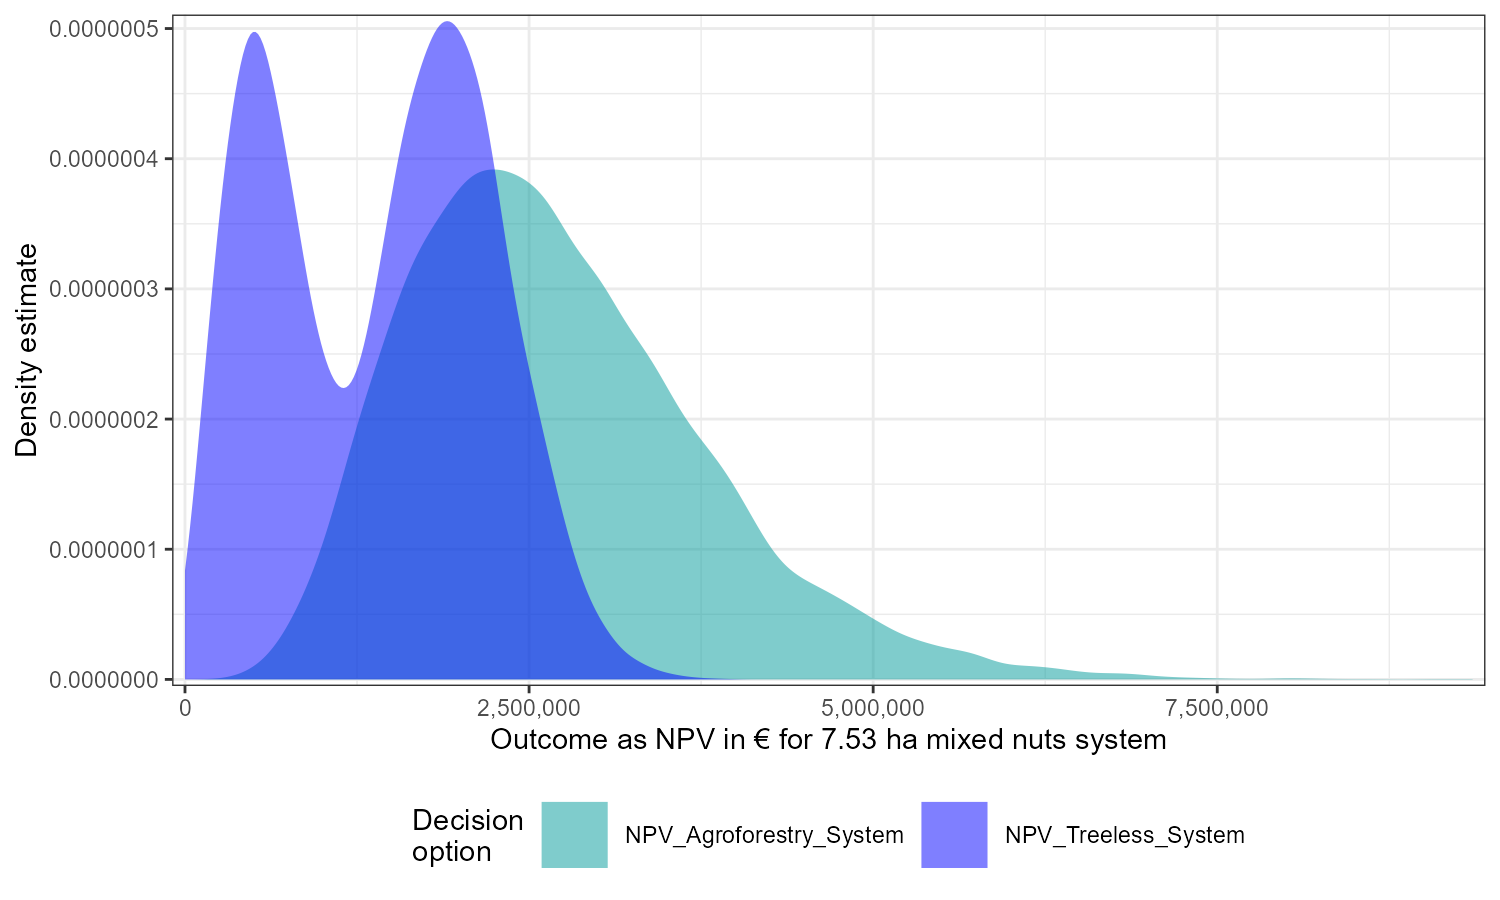 0.0000005
0.0000004
0.0000003
0.0000002
0.0000001
0.0000000
Density estimate
0 2,500,000 5,000,000 7,500,000
Outcome as NPV in € for 7.53 ha mixed nuts system
Decision
option
NPV_Agroforestry_System NPV_Treeless_System